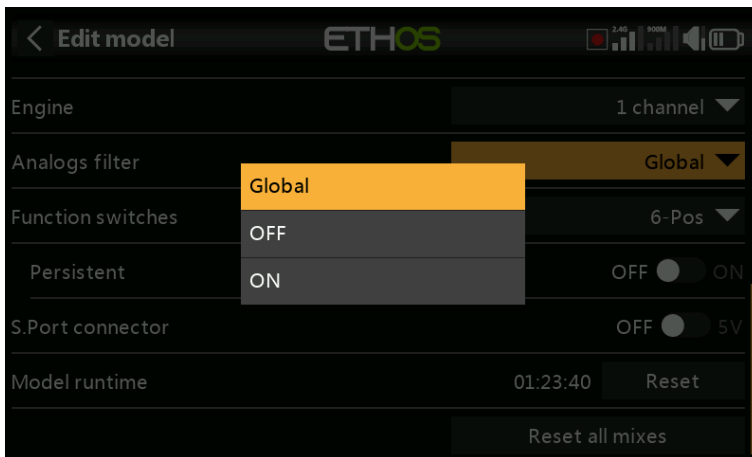 Edit model
ETHOS
2.4G 900M
Engine 1 channel
Analogs filter Global
Global
Function switches 6-Pos
OFF
Persistent OFF ON
ON
S.Port connector OFF 5V
Model runtime 01:23:40 Reset
Reset all mixes